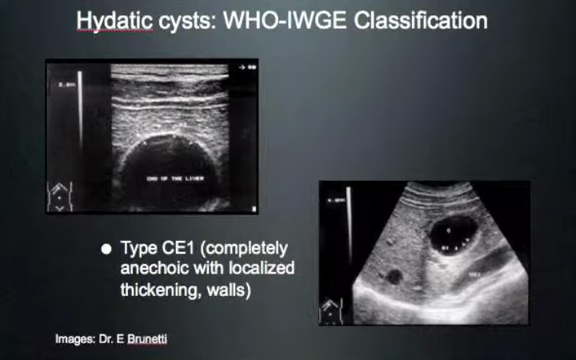 Hydatic cysts: WHO-IWGE Classification
END OF THE LIVER
Type CE1 (completely
anechoic with localized
thickening, walls)
Images: Dr. E Brunetti